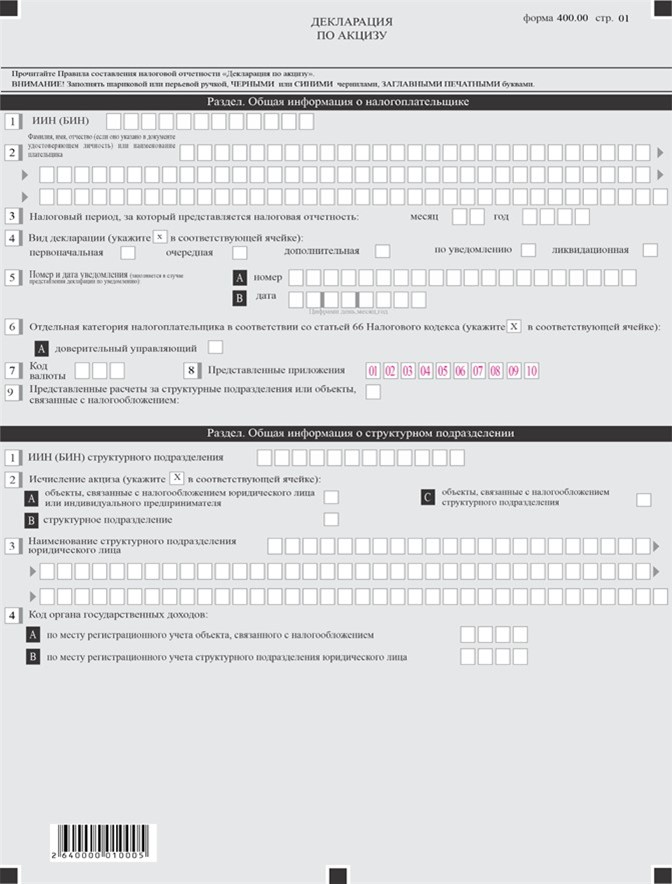 ДЕКЛАРАЦИЯ
ПО АКЦИЗУ
форма 400.00 стр. 01
Прочитайте Правила составления налоговой отчетности «Декларация по акцизу».
ВНИМАНИЕ! Заполнять шариковой или перьевой ручкой, ЧЕРНЫМИ или СИНИМИ чернилами, ЗАГЛАВНЫМИ ПЕЧАТНЫМИ буквами.
Раздел. Общая информация о налогоплательщике
1 ИИН (БИН)
Фамилия, имя, отчество (если оно указано в документе
2 удостоверяющем личность) или наименование
плательщика
3 Налоговый период, за который представляется налоговая отчетность: месяц год
4 Вид декларации (укажите х в соответствующей ячейке):
первоначальная очередная дополнительная по уведомлению ликвидационная
5 Номер и дата уведомления (заполняется в случае
представления декларации по уведомлению)
A номер
B дата
Цифрами день,месяц,год
6 Отдельная категория налогоплательщика в соответствии со статьей 66 Налогового кодекса (укажите X в соответствующей ячейке):
A доверительный управляющий
7 Код
валюты
8 Представленные приложения 01 02 03 04 05 06 07 08 09 10
9 Представленные расчеты за структурные подразделения или объекты,
связанные с налогообложением:
Раздел. Общая информация о структурном подразделении
1 ИИН (БИН) структурного подразделения
2 Исчисление акциза (укажите X в соответствующей ячейке):
A объекты, связанные с налогообложением юридического лица
или индивидуального предпринимателя
C объекты, связанные с налогообложением
структурного подразделения
B структурное подразделение
3 Наименование структурного подразделения
юридического лица
4 Код органа государственных доходов:
A по месту регистрационного учета объекта, связанного с налогообложением
B по месту регистрационного учета структурного подразделения юридического лица
2 640000 010005